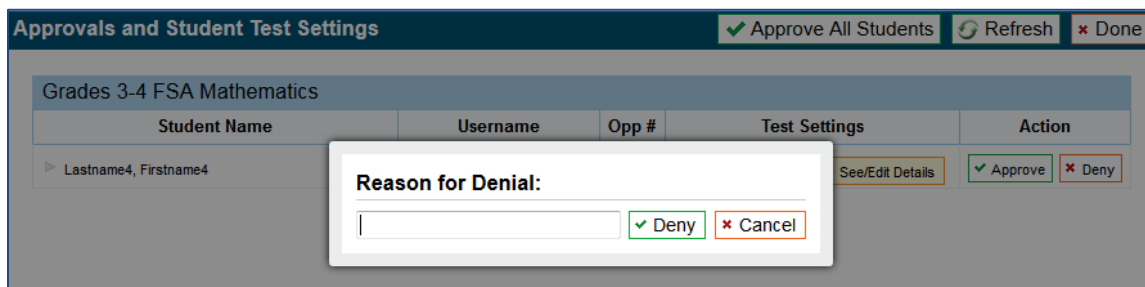 Approvals and Student Test Settings Approve All Students Refresh Done
Grades 3-4 FSA Mathematics
Student Name Username Opp # Test Settings Action
Lastname4, Firstname4 See/Edit Details Approve Deny
Reason for Denial:
Deny Cancel